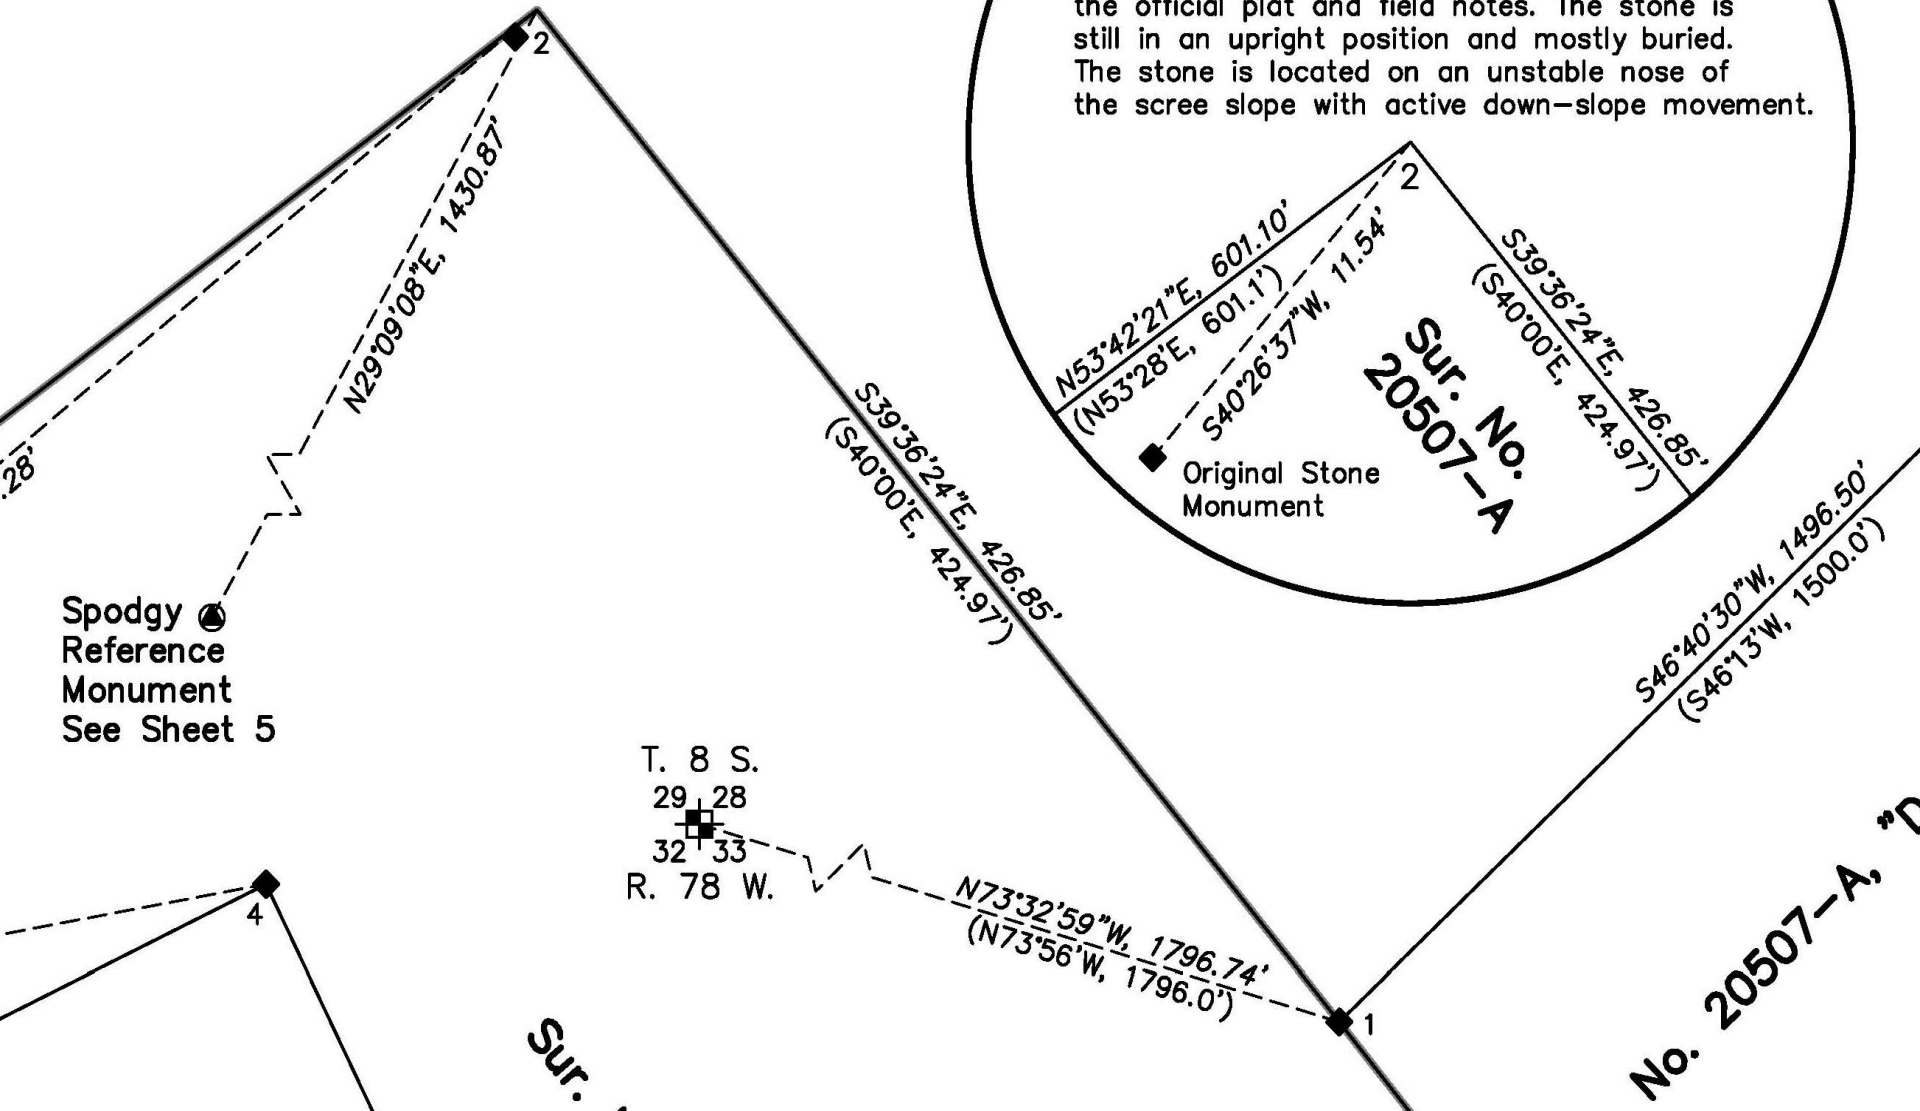 the official plat and field notes. The stone is
still in an upright position and mostly buried.
The stone is located on an unstable nose of
the scree slope with active down-slope movement.
2
N53°42'21"E, 601.10'
(N53°28'E, 601.1')
S40°26'37"W, 11.54'
S39°36'24"E, 426.85'
(S40°00'E, 424.97')
Sur. No.
20507-A
Original Stone
Monument
2
N29°09'08"E, 1430.87'
.28'
S39°36'24"E, 426.85'
(S40°00'E, 424.97')
S46°40'30"W, 1496.50'
(S46°13'W, 1500.0')
Spodgy
Reference
Monument
See Sheet 5
T. 8 S.
29 28
32 33
R. 78 W.
N73°32'59"W, 1796.74'
(N73°56'W, 1796.0')
4
1
Sur.
No. 20507-A, "D